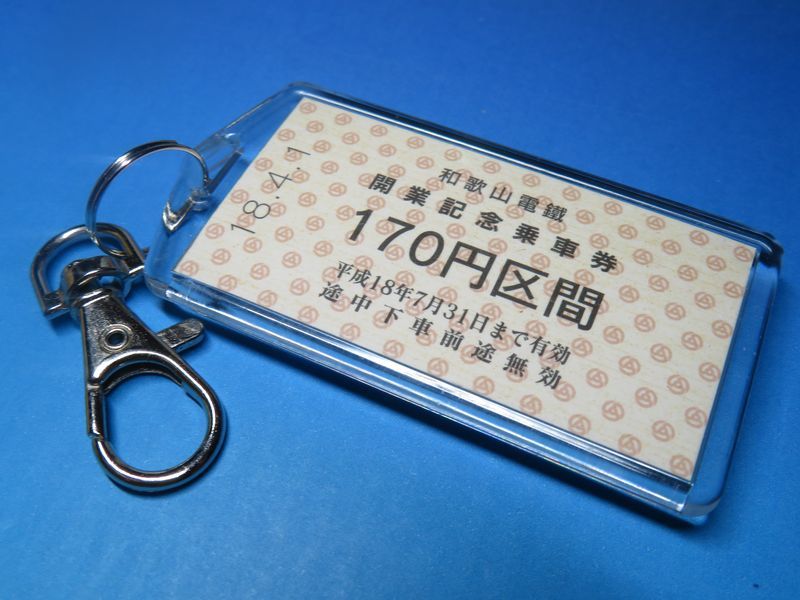 18.4.1
和歌山電鐵
開業記念乗車券
170円区間
平成18年7月31日まで有効
途中下車前途無効